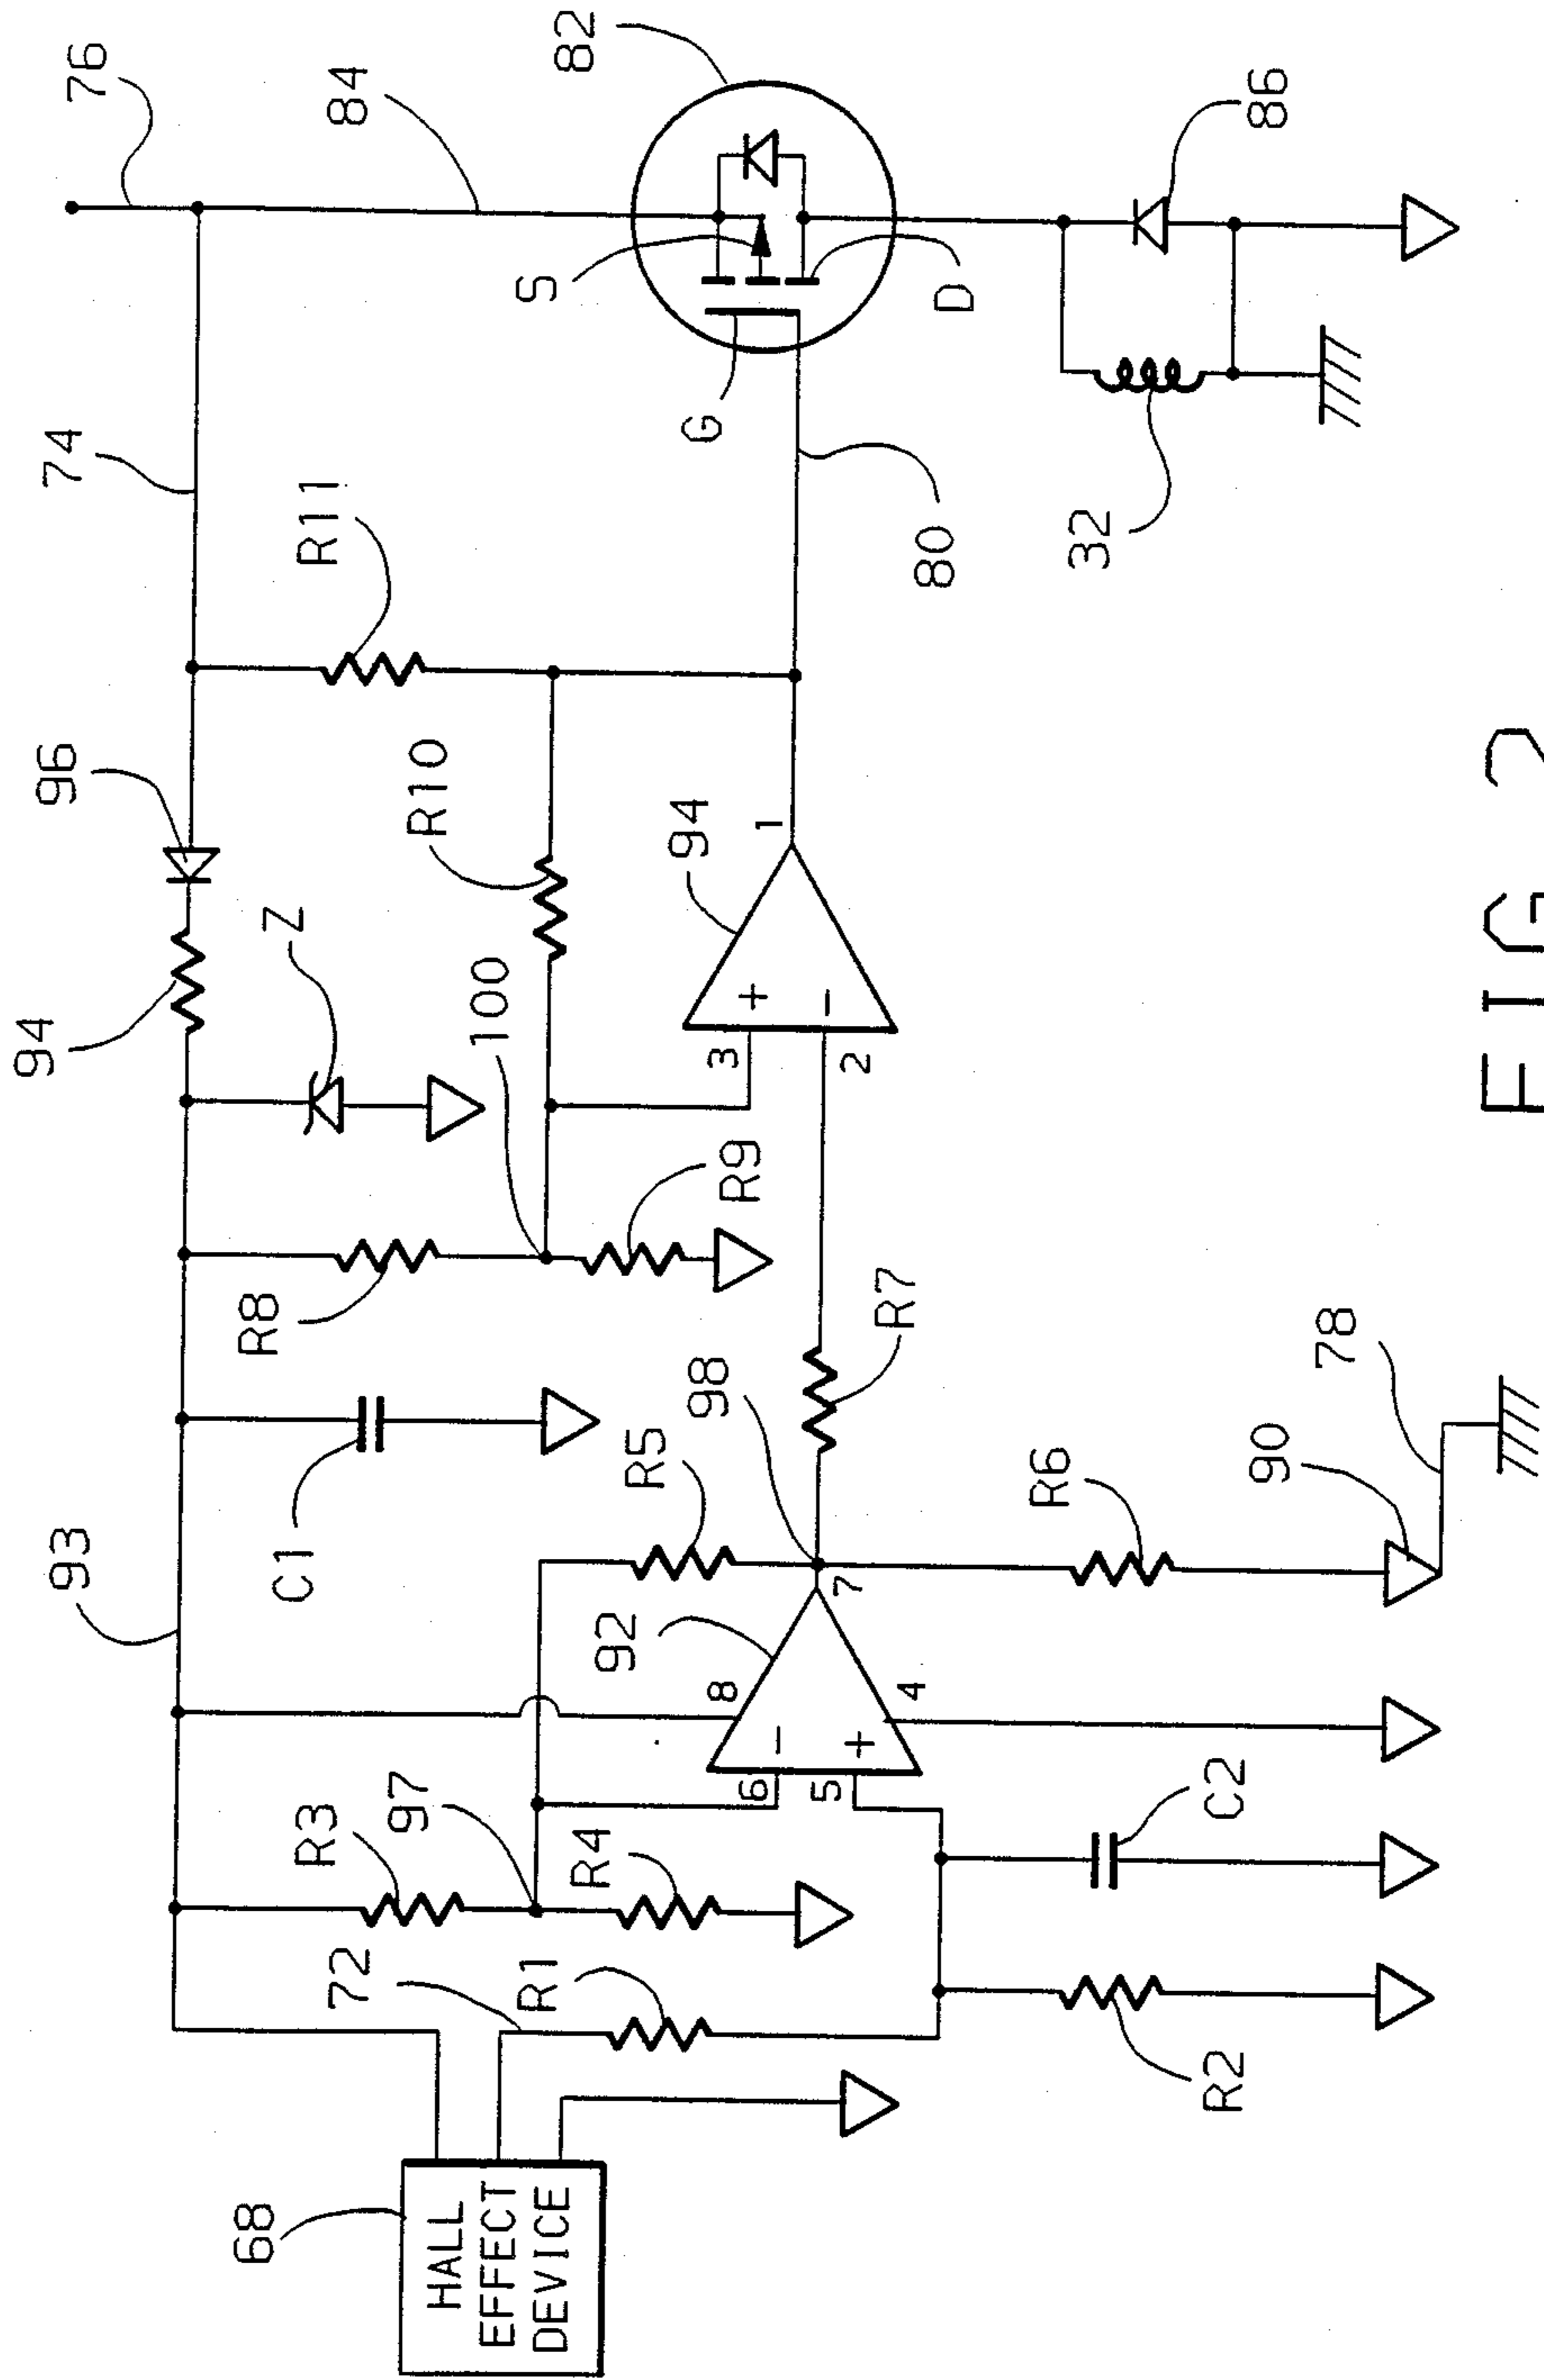 94
96
74
76
93
68
R8
Z
C1
R3
R11
84
72
97
R10
HALL
EFFECT
DEVICE
100
R1
S
82
R4
92
R5
98
94
G
8
3
R9
6
−
+
1
5
+
−
7
2
R7
4
80
D
R6
32
R2
C2
90
86
78
FIG 2